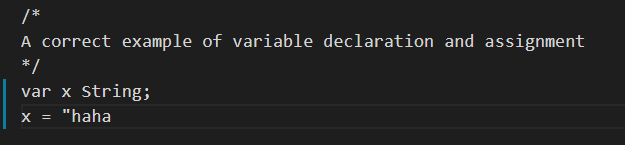 /*
A correct example of variable declaration and assignment
*/
var x String;
x = "haha